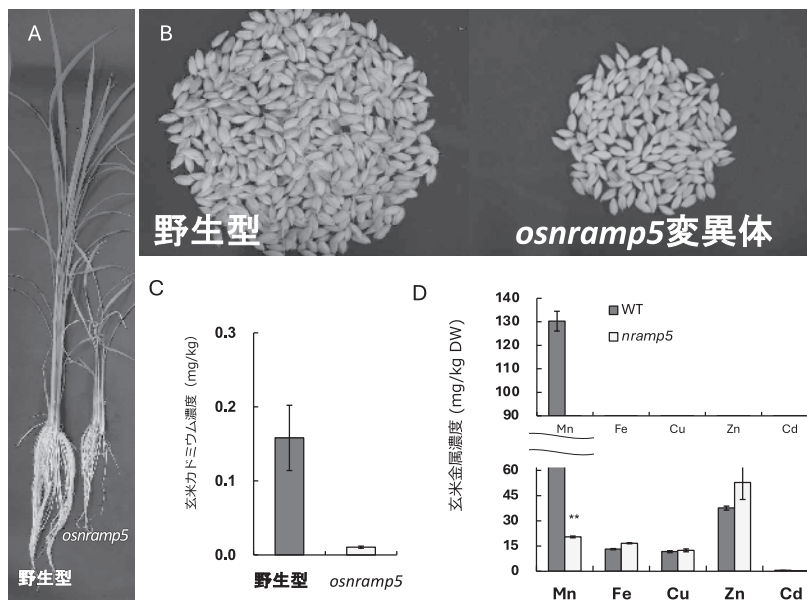 A
osnramp5
野生型
B
野生型
osnramp5変異体
C
玄米カドミウム濃度（mg/kg）
0.3
0.2
0.1
0.0
野生型 osnramp5
D
玄米金属濃度 (mg/kg DW)
WT
nramp5
140
130
120
110
100
90
Mn Fe Cu Zn Cd
60
45
30
15
0
**
Mn Fe Cu Zn Cd